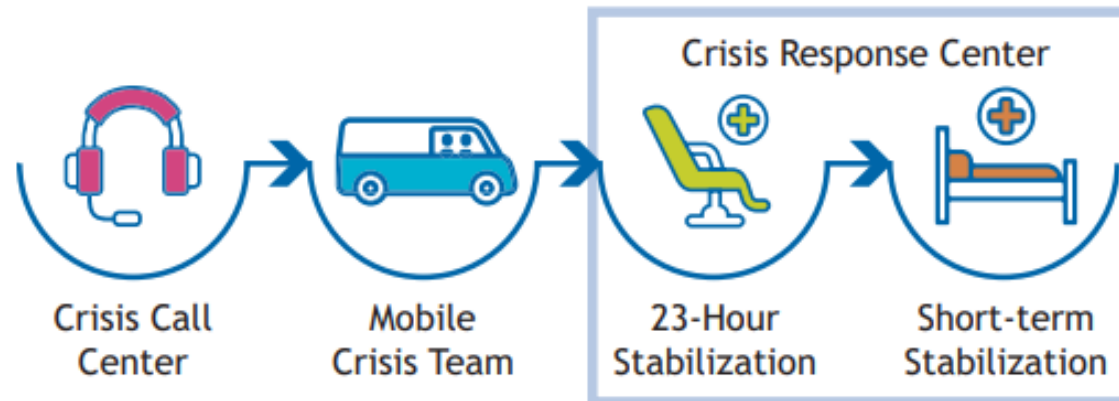 Crisis Response Center
Crisis Call
Center
Mobile
Crisis Team
23-Hour
Stabilization
Short-term
Stabilization